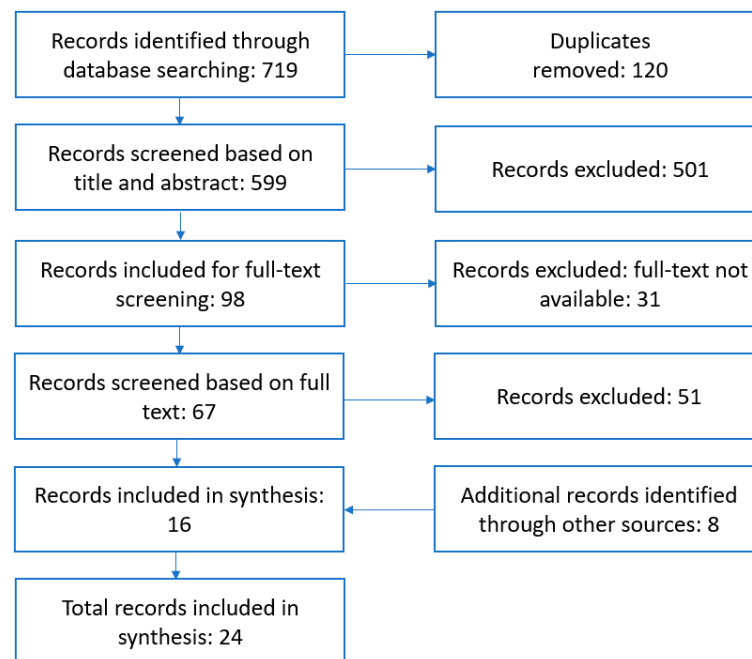 Records identified through
database searching: 719
Duplicates
removed: 120
Records screened based on
title and abstract: 599
Records excluded: 501
Records included for full-text
screening: 98
Records excluded: full-text not
available: 31
Records screened based on full
text: 67
Records excluded: 51
Records included in synthesis:
16
Additional records identified
through other sources: 8
Total records included in
synthesis: 24